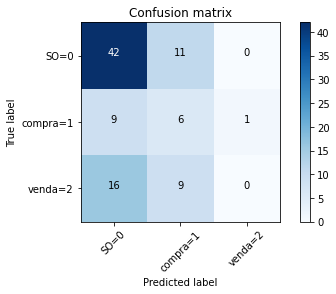 Confusion matrix
SO=0
compra=1
venda=2
True label
42 11 0
9 6 1
16 9 0
SO=0 compra=1 venda=2
Predicted label
40
35
30
25
20
15
10
5
0